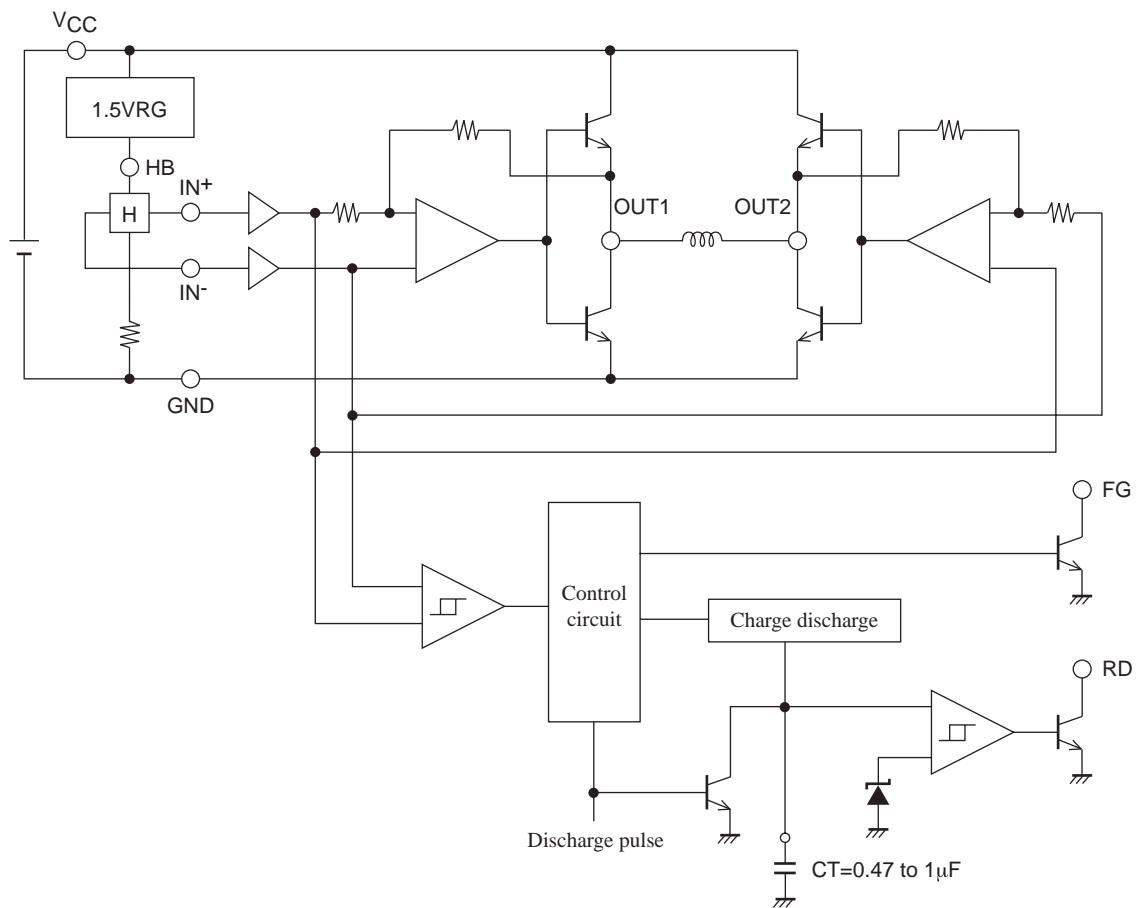 VCC
1.5VRG
HB
IN+
H
OUT1
OUT2
IN-
GND
FG
Control
circuit
Charge discharge
RD
Discharge pulse
CT=0.47 to 1μF